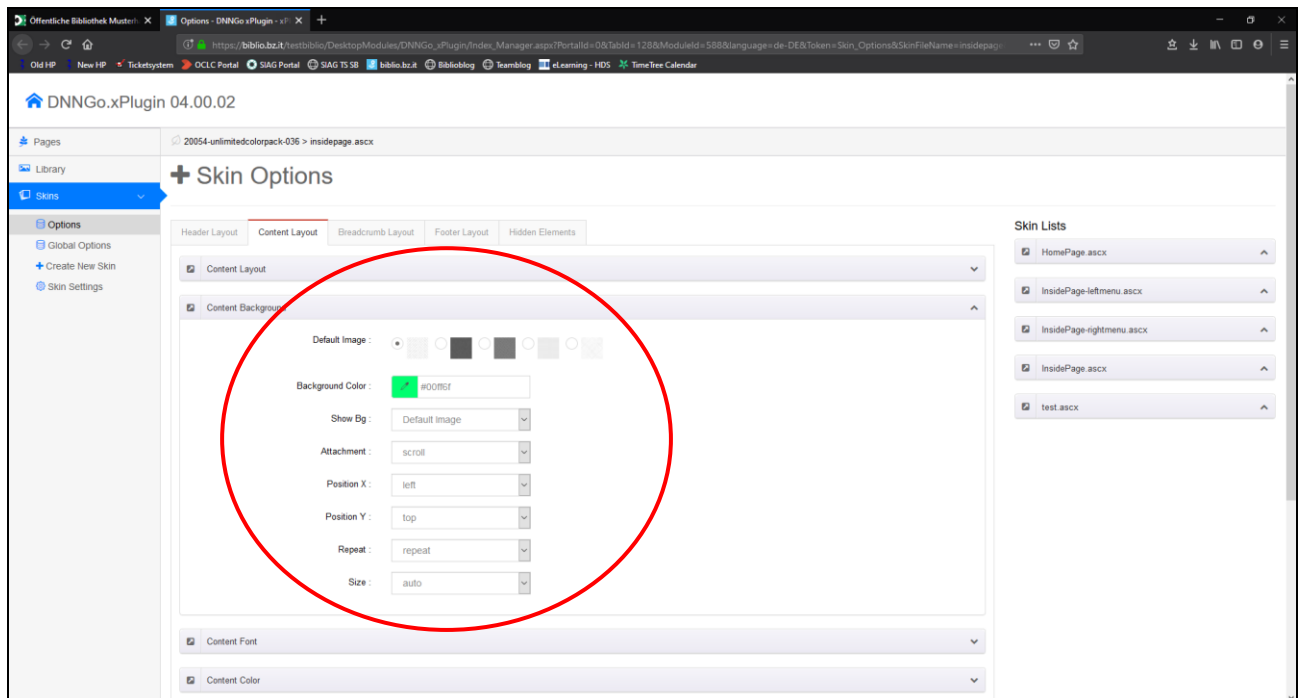 Öffentliche Bibliothek Musterh
Options - DNNGo xPlugin - xPl
https://biblio.bz.it/testbiblio/DesktopModules/DNNGo_xPlugin/Index_Manager.aspx?PortalId=0&TabId=128&ModuleId=588&language=de-DE&Token=Skin_Options&SkinFileName=insidepage
Old HP New HP Ticketsystem OCLC Portal SIAG Portal SIAG TS SB biblio.bz.it Biblioblog Teamblog eLearning - HDS TimeTree Calendar
DNNGo.xPlugin 04.00.02
Pages
Library
Skins
Options
Global Options
Create New Skin
Skin Settings
20054-unlimitedcolorpack-036 > insidepage.ascx
Skin Options
Header Layout Content Layout Breadcrumb Layout Footer Layout Hidden Elements
Content Layout
Content Background
Default Image :
Background Color : #00ff6f
Show Bg : Default Image
Attachment : scroll
Position X : left
Position Y : top
Repeat : repeat
Size : auto
Content Font
Content Color
Skin Lists
HomePage.ascx
InsidePage-leftmenu.ascx
InsidePage-rightmenu.ascx
InsidePage.ascx
test.ascx